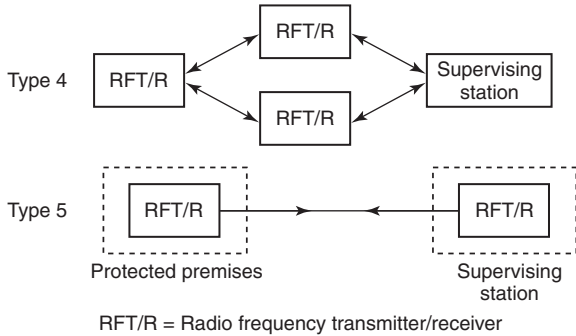 RFT/R
Type 4
RFT/R
Supervising
station
RFT/R
Type 5
RFT/R
RFT/R
Protected premises
Supervising
station
RFT/R = Radio frequency transmitter/receiver